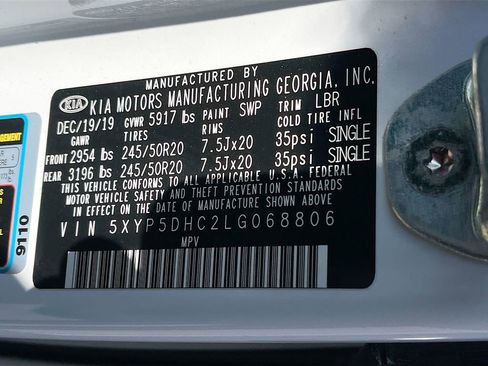 MANUFACTURED BY
KIA KIA MOTORS MANUFACTURING GEORGIA, INC.
DEC/19/19 GVWR 5917 lbs PAINT SWP TRIM LBR
GAWR TIRES RIMS COLD TIRE INFL
FRONT 2954 lbs 245/50R20 7.5Jx20 35psi SINGLE
REAR 3196 lbs 245/50R20 7.5Jx20 35psi SINGLE
THIS VEHICLE CONFORMS TO ALL APPLICABLE U.S.A. FEDERAL
MOTOR VEHICLE SAFETY AND THEFT PREVENTION STANDARDS
IN EFFECT ON THE DATE OF MANUFACTURE SHOWN ABOVE
VIN 5XYP5DHC2LG068806
MPV
9110